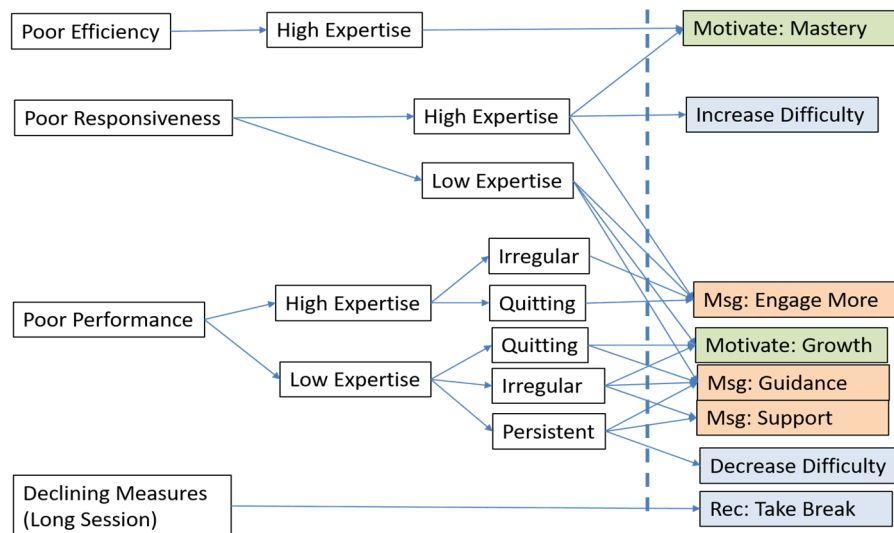 Poor Efficiency
High Expertise
Motivate: Mastery
Poor Responsiveness
High Expertise
Increase Difficulty
Low Expertise
Irregular
Poor Performance
High Expertise
Quitting
Msg: Engage More
Quitting
Motivate: Growth
Low Expertise
Irregular
Msg: Guidance
Msg: Support
Persistent
Decrease Difficulty
Declining Measures
(Long Session)
Rec: Take Break